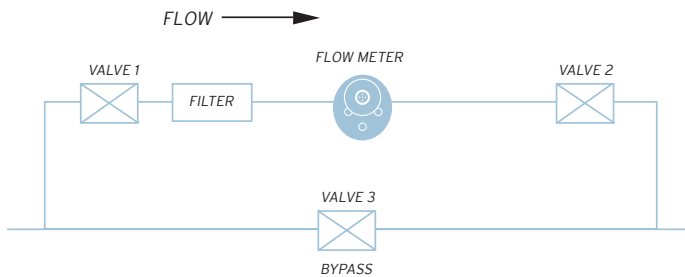 FLOW
FLOW METER
VALVE 1
VALVE 2
FILTER
VALVE 3
BYPASS